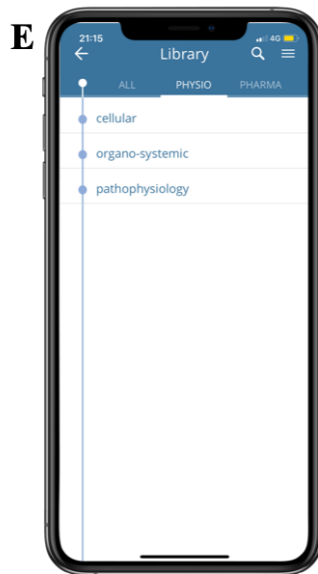 E
21:15 4G
Library
ALL PHYSIO PHARMA
cellular
organo-systemic
pathophysiology